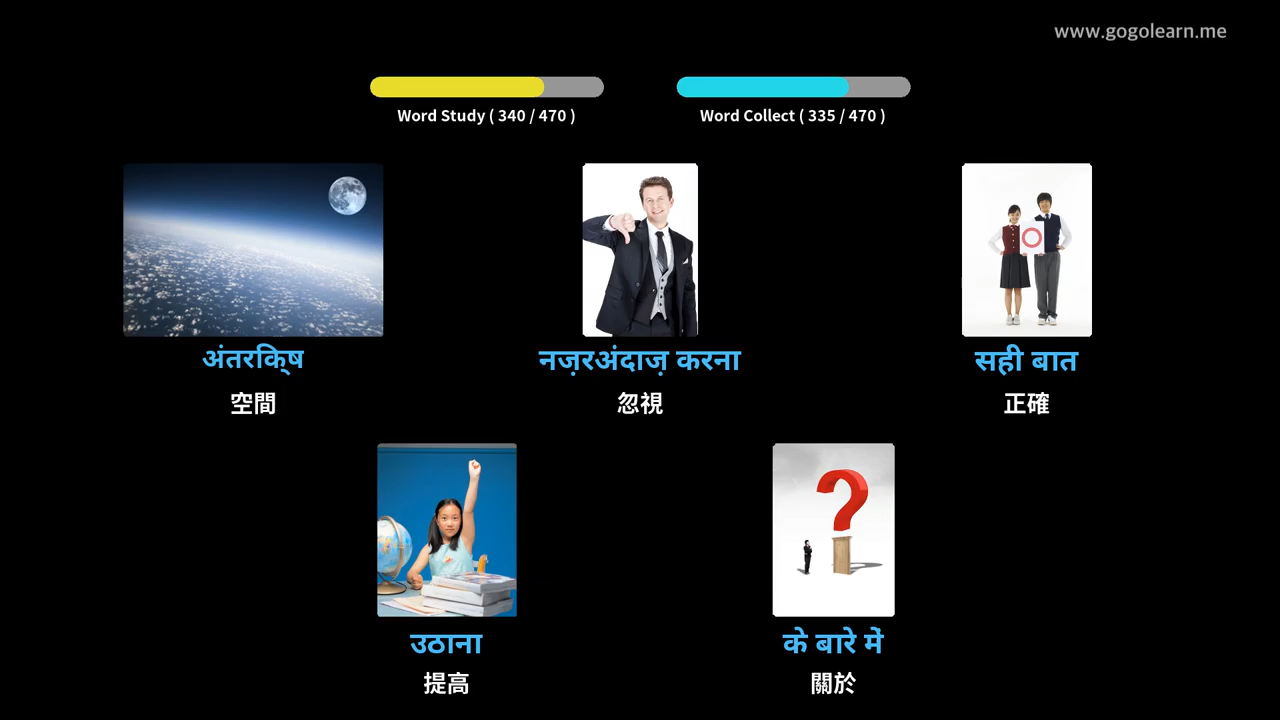 www.gogolearn.me
Word Study ( 340 / 470 )
Word Collect ( 335 / 470 )
अंतरक्षि
नज़रअंदाज़ करना
सही बात
空間
忽視
正確
उठाना
के बारे में
提高
關於